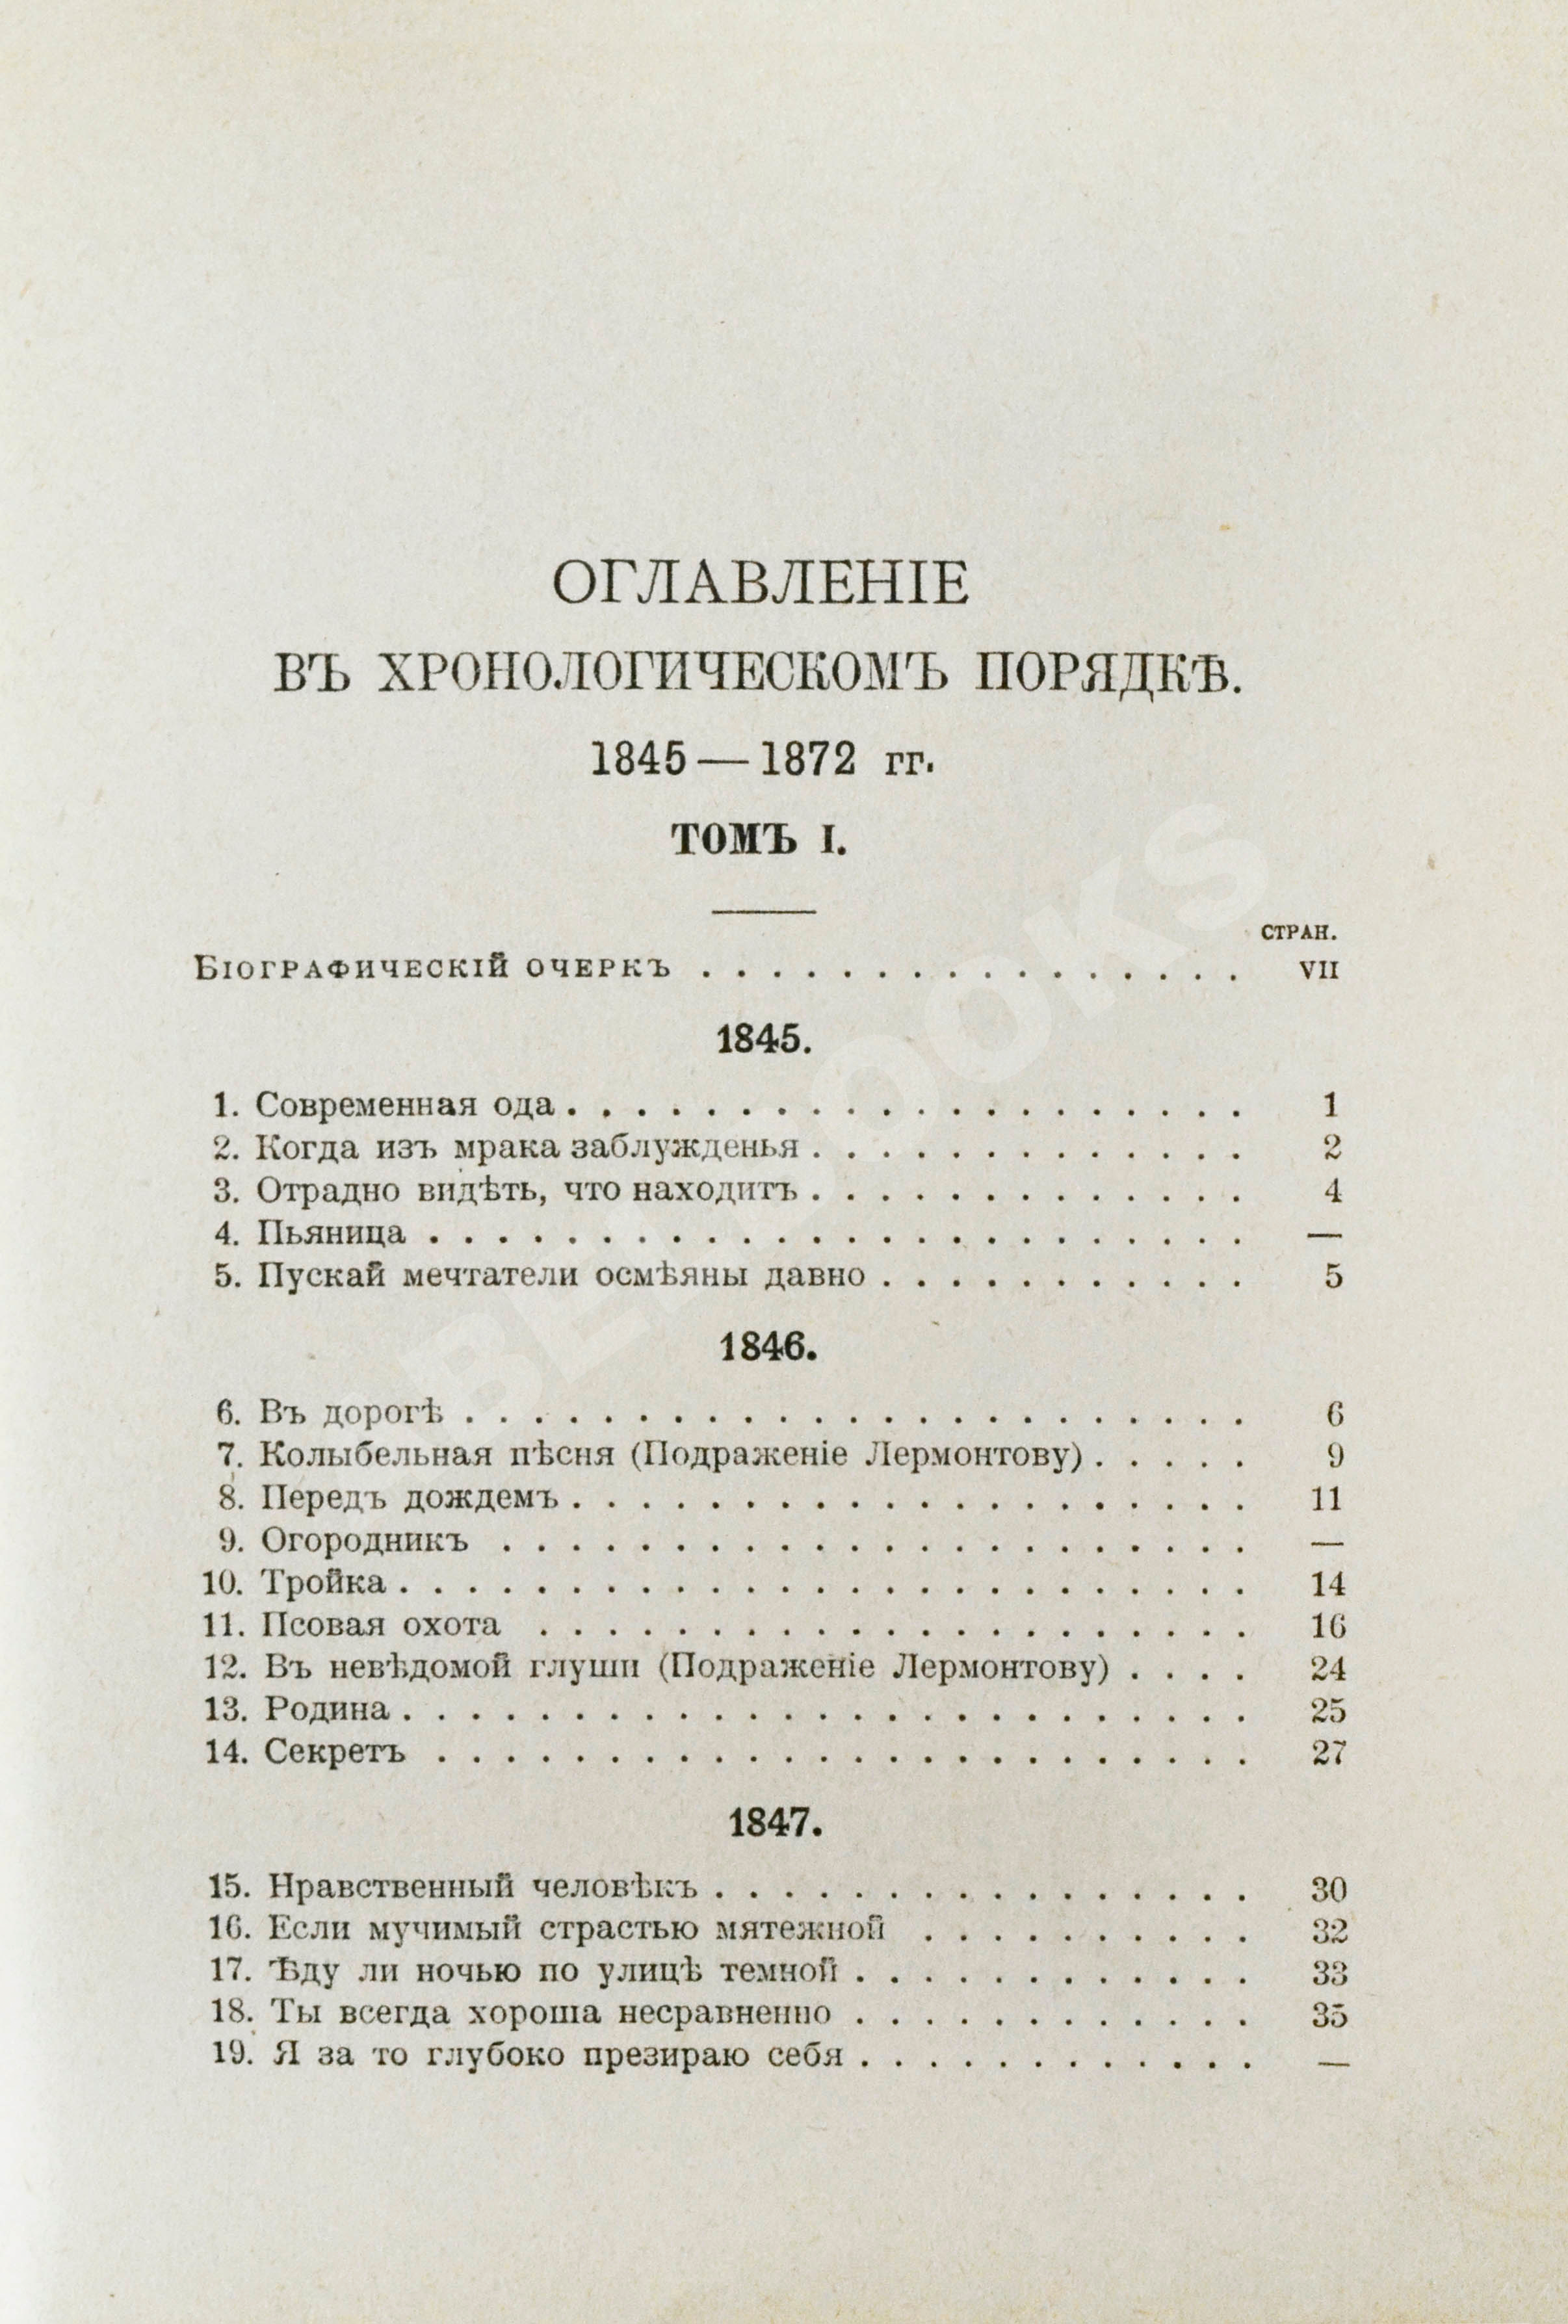 ОГЛАВЛЕНІЕ
ВЪ ХРОНОЛОГИЧЕСКОМЪ ПОРЯДКѢ.
1845 — 1872 гг.
ТОМЪ I.
СТРАН.
Біографическій очеркъ . . . . . . . . . . . . . . . . VII
1845.
1. Современная ода . . . . . . . . . . . . . . . . . . . . 1
2. Когда изъ мрака заблужденья . . . . . . . . . . . . . 2
3. Отрадно видѣть, что находитъ . . . . . . . . . . . . . 4
4. Пьяница . . . . . . . . . . . . . . . . . . . . . . . . —
5. Пускай мечтатели осмѣяны давно . . . . . . . . . . . 5
1846.
6. Въ дорогѣ . . . . . . . . . . . . . . . . . . . . . . . 6
7. Колыбельная пѣсня (Подраженіе Лермонтову) . . . . . 9
8. Передъ дождемъ . . . . . . . . . . . . . . . . . . . . 11
9. Огородникъ . . . . . . . . . . . . . . . . . . . . . . —
10. Тройка . . . . . . . . . . . . . . . . . . . . . . . . . 14
11. Псовая охота . . . . . . . . . . . . . . . . . . . . . 16
12. Въ невѣдомой глуши (Подраженіе Лермонтову) . . . . 24
13. Родина . . . . . . . . . . . . . . . . . . . . . . . . . 25
14. Секретъ . . . . . . . . . . . . . . . . . . . . . . . . 27
1847.
15. Нравственный человѣкъ . . . . . . . . . . . . . . . . 30
16. Если мучимый страстью мятежной . . . . . . . . . . 32
17. Ѣду ли ночью по улицѣ темной . . . . . . . . . . . . 33
18. Ты всегда хороша несравненно . . . . . . . . . . . . 35
19. Я за то глубоко презираю себя . . . . . . . . . . . . —